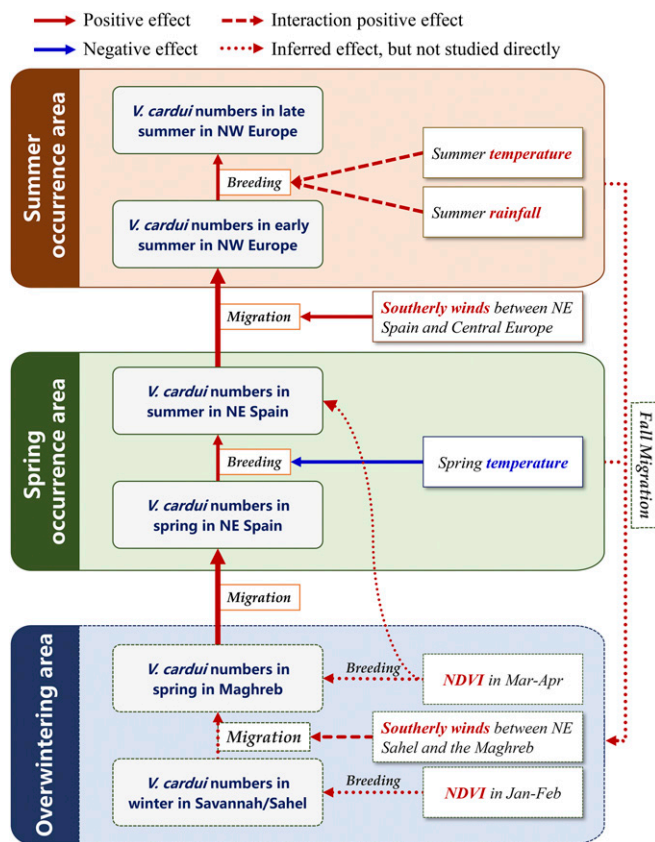 Positive effect
Interaction positive effect
Negative effect
Inferred effect, but not studied directly
Summer
occurrence area
V. cardui numbers in late
summer in NW Europe
Breeding
Summer temperature
Summer rainfall
V. cardui numbers in early
summer in NW Europe
Migration
Southerly winds between NE
Spain and Central Europe
Spring
occurrence area
V. cardui numbers in
summer in NE Spain
Breeding
Spring temperature
V. cardui numbers in
spring in NE Spain
Fall Migration
Migration
Overwintering area
V. cardui numbers in
spring in Maghreb
Breeding
NDVI in Mar-Apr
Migration
Southerly winds between NE
Sahel and the Maghreb
V. cardui numbers in
winter in Savannah/Sahel
Breeding
NDVI in Jan-Feb